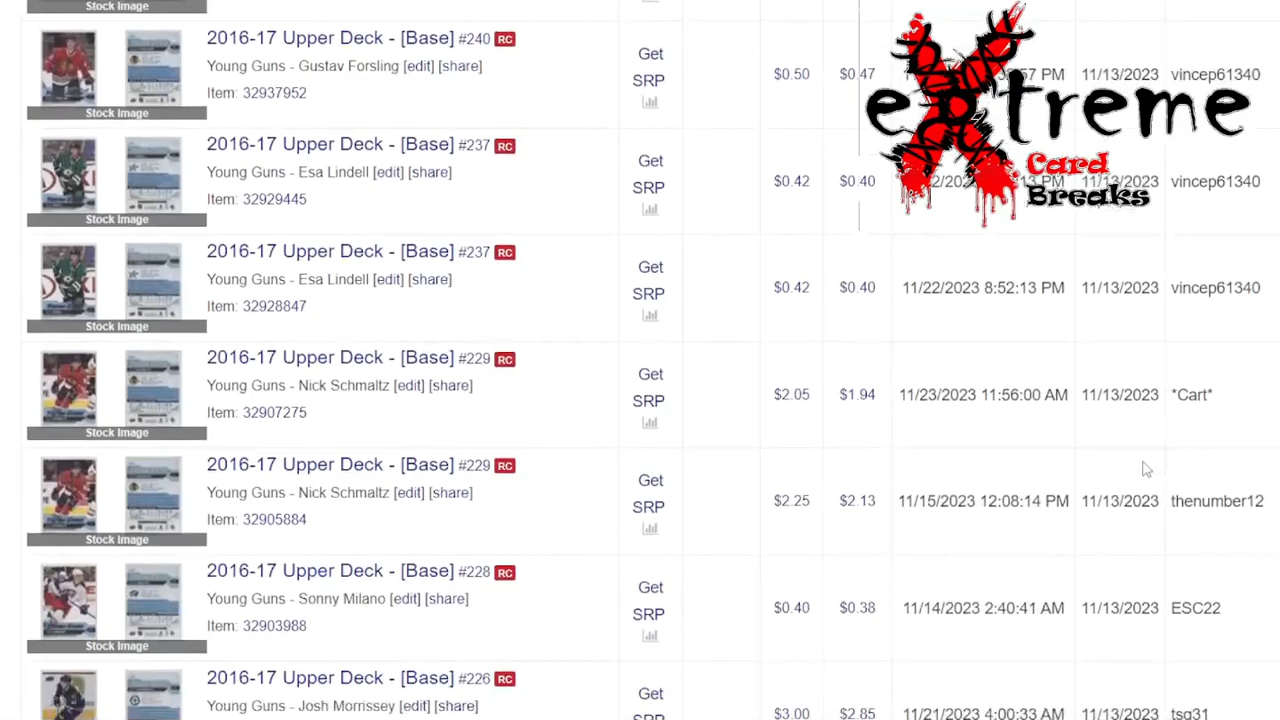 Stock Image
2016-17 Upper Deck - [Base] #240 RC
Young Guns - Gustav Forsling [edit] [share]
Item: 32937952
Stock Image
Get
SRP
$0.50
$0.47
57 PM
11/13/2023
vincep61340
eXtreme
Card
Breaks
2016-17 Upper Deck - [Base] #237 RC
Young Guns - Esa Lindell [edit] [share]
Item: 32929445
Stock Image
Get
SRP
$0.42
$0.40
13 PM
11/13/2023
vincep61340
2016-17 Upper Deck - [Base] #237 RC
Young Guns - Esa Lindell [edit] [share]
Item: 32928847
Stock Image
Get
SRP
$0.42
$0.40
11/22/2023 8:52:13 PM
11/13/2023
vincep61340
2016-17 Upper Deck - [Base] #229 RC
Young Guns - Nick Schmaltz [edit] [share]
Item: 32907275
Stock Image
Get
SRP
$2.05
$1.94
11/23/2023 11:56:00 AM
11/13/2023
*Cart*
2016-17 Upper Deck - [Base] #229 RC
Young Guns - Nick Schmaltz [edit] [share]
Item: 32905884
Stock Image
Get
SRP
$2.25
$2.13
11/15/2023 12:08:14 PM
11/13/2023
thenumber12
2016-17 Upper Deck - [Base] #228 RC
Young Guns - Sonny Milano [edit] [share]
Item: 32903988
Stock Image
Get
SRP
$0.40
$0.38
11/14/2023 2:40:41 AM
11/13/2023
ESC22
2016-17 Upper Deck - [Base] #226 RC
Young Guns - Josh Morrissey [edit] [share]
Get
SRP
$3.00
$2.85
11/21/2023 4:00:33 AM
11/13/2023
tsg31